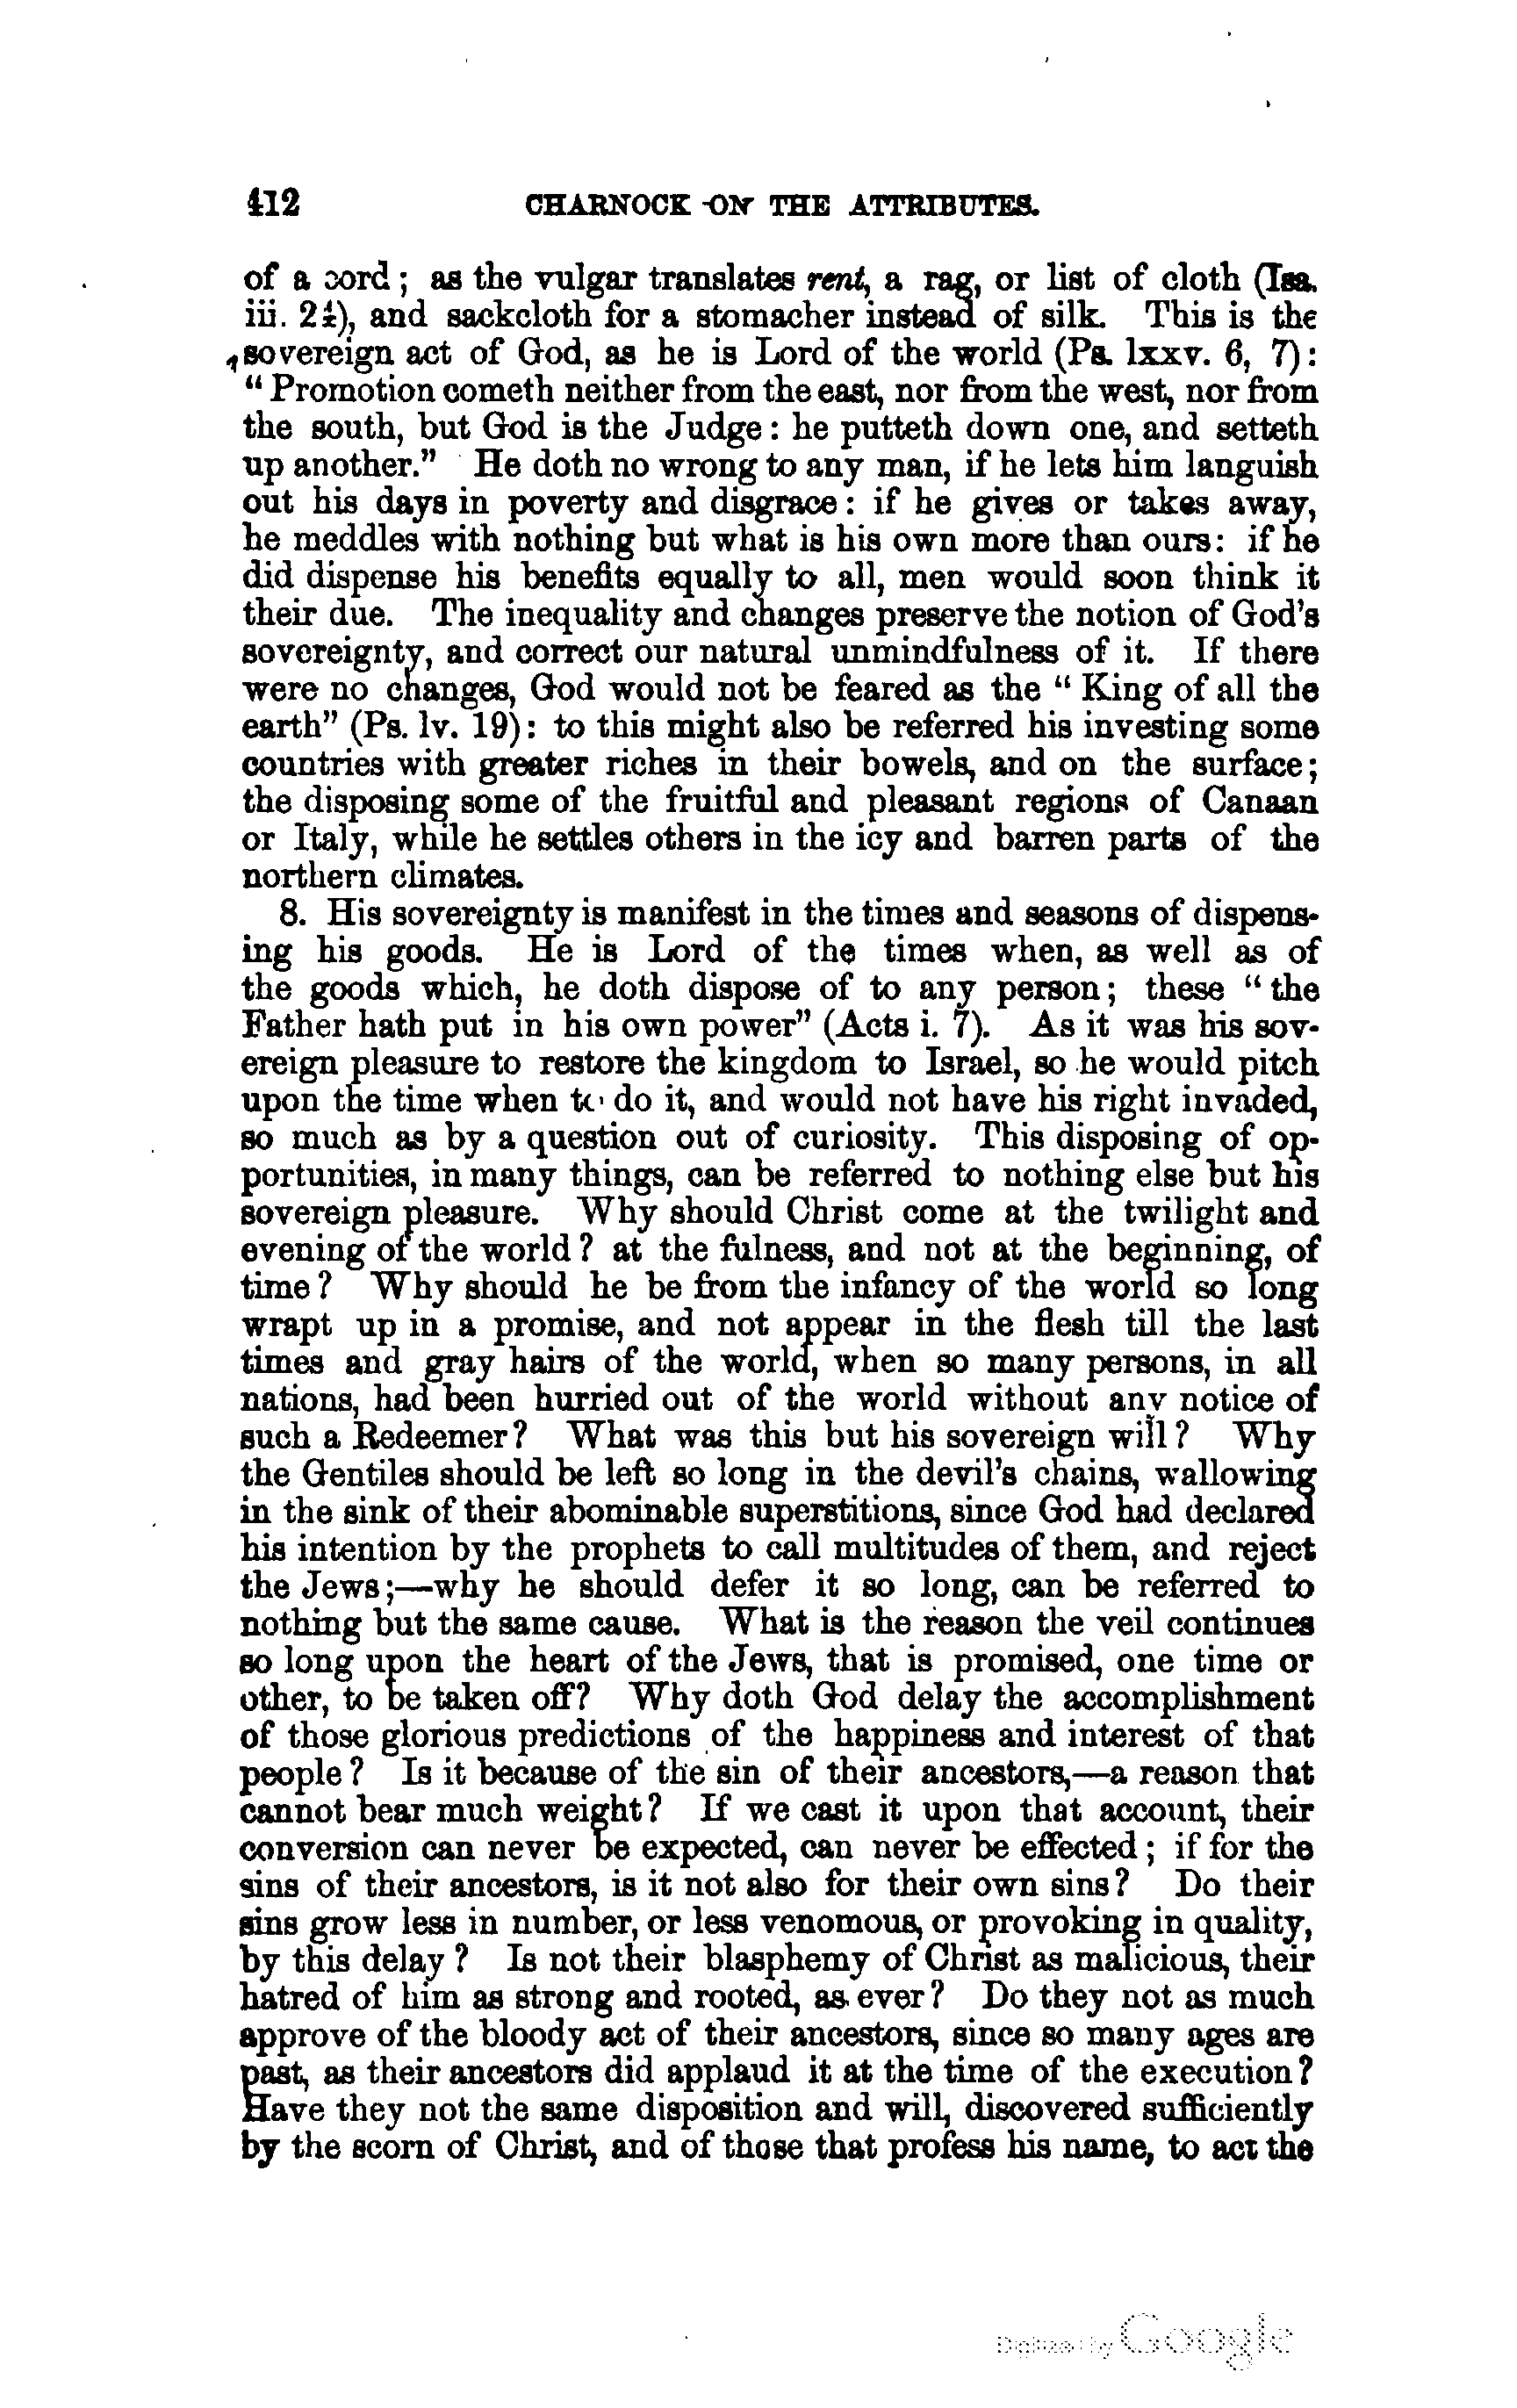 412 CHARNOCK ON THE ATTRIBUTES.
of a cord; as the vulgar translates rent, a rag, or list of cloth (Isa.
iii. 24), and sackcloth for a stomacher instead of silk. This is the
sovereign act of God, as he is Lord of the world (Ps. lxxv. 6, 7):
“Promotion cometh neither from the east, nor from the west, nor from
the south, but God is the Judge: he putteth down one, and setteth
up another.” He doth no wrong to any man, if he lets him languish
out his days in poverty and disgrace: if he gives or takes away,
he meddles with nothing but what is his own more than ours: if he
did dispense his benefits equally to all, men would soon think it
their due. The inequality and changes preserve the notion of God's
sovereignty, and correct our natural unmindfulness of it. If there
were no changes, God would not be feared as the “King of all the
earth” (Ps. lv. 19): to this might also be referred his investing some
countries with greater riches in their bowels, and on the surface;
the disposing some of the fruitful and pleasant regions of Canaan
or Italy, while he settles others in the icy and barren parts of the
northern climates.
8. His sovereignty is manifest in the times and seasons of dispens-
ing his goods. He is Lord of the times when, as well as of
the goods which, he doth dispose of to any person; these “the
Father hath put in his own power” (Acts i. 7). As it was his sov-
ereign pleasure to restore the kingdom to Israel, so he would pitch
upon the time when to do it, and would not have his right invaded,
so much as by a question out of curiosity. This disposing of op-
portunities, in many things, can be referred to nothing else but his
sovereign pleasure. Why should Christ come at the twilight and
evening of the world? at the fulness, and not at the beginning, of
time? Why should he be from the infancy of the world so long
wrapt up in a promise, and not appear in the flesh till the last
times and gray hairs of the world, when so many persons, in all
nations, had been hurried out of the world without any notice of
such a Redeemer? What was this but his sovereign will? Why
the Gentiles should be left so long in the devil's chains, wallowing
in the sink of their abominable superstitions, since God had declared
his intention by the prophets to call multitudes of them, and reject
the Jews;—why he should defer it so long, can be referred to
nothing but the same cause. What is the reason the veil continues
so long upon the heart of the Jews, that is promised, one time or
other, to be taken off? Why doth God delay the accomplishment
of those glorious predictions of the happiness and interest of that
people? Is it because of the sin of their ancestors,—a reason that
cannot bear much weight? If we cast it upon that account, their
conversion can never be expected, can never be effected; if for the
sins of their ancestors, is it not also for their own sins? Do their
sins grow less in number, or less venomous, or provoking in quality,
by this delay? Is not their blasphemy of Christ as malicious, their
hatred of him as strong and rooted, as ever? Do they not as much
approve of the bloody act of their ancestors, since so many ages are
past, as their ancestors did applaud it at the time of the execution?
Have they not the same disposition and will, discovered sufficiently
by the scorn of Christ, and of those that profess his name, to act the
Digitized by Google